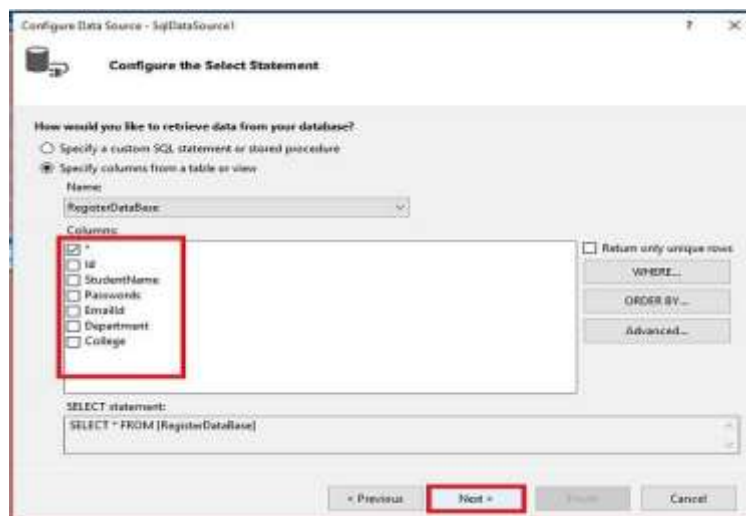 Configure Data Source - SqlDataSource1 ? ×
Configure the Select Statement
How would you like to retrieve data from your database?
Specify a custom SQL statement or stored procedure
Specify columns from a table or view
Name:
RegisterDataBase
Columns:
*
Id
StudentName
Passwords
EmailId
Department
College
Return only unique rows
WHERE...
ORDER BY...
Advanced...
SELECT statement:
SELECT * FROM [RegisterDataBase]
< Previous Next > Finish Cancel